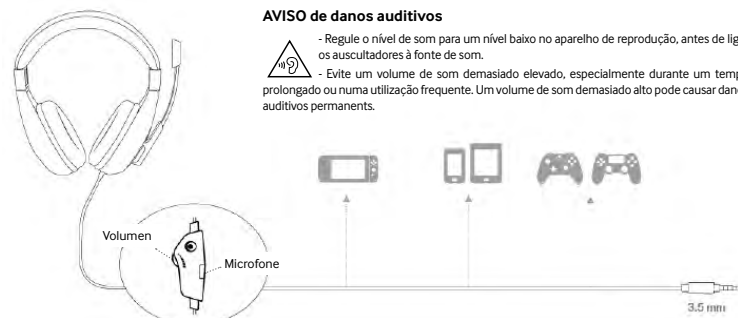 AVISO de danos auditivos
- Regule o nível de som para um nível baixo no aparelho de reprodução, antes de
os auscultadores à fonte de som.
- Evite um volume de som demasiado elevado, especialmente durante um
prolongado ou numa utilização frequente. Um volume de som demasiado alto pode causar
auditivos permanents.
Volumen
Microfone
3.5 mm